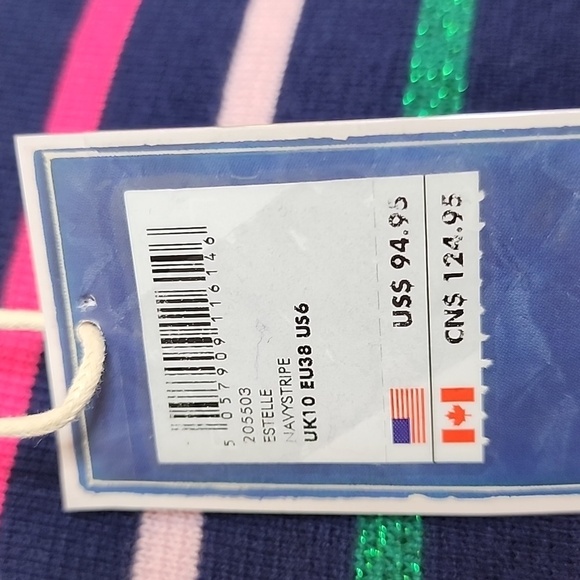 5 057909 116146
205503
ESTELLE
NAVYSTRIPE
UK10 EU38 US6
US$ 94.95
CN$ 124.95